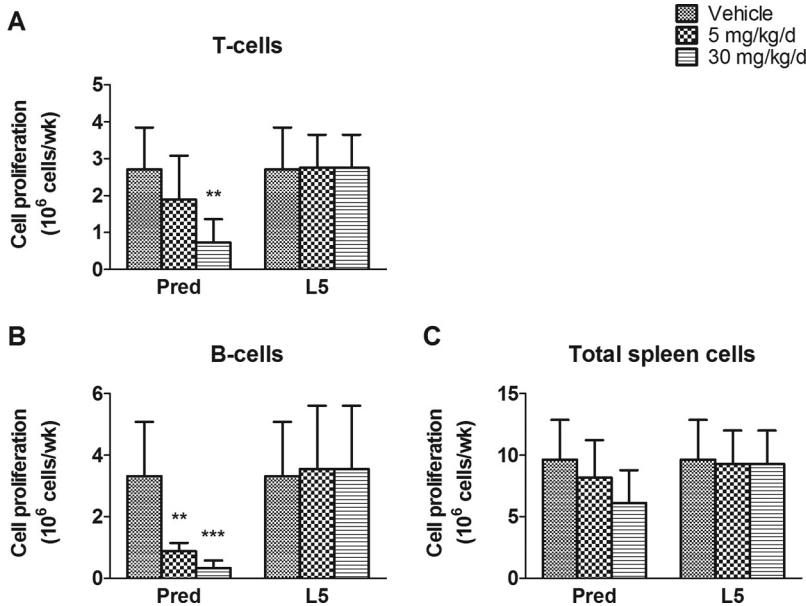 Vehicle
5 mg/kg/d
30 mg/kg/d
A
T-cells
Cell proliferation
(10⁶ cells/wk)
5
4
3
2
1
0
**
Pred
L5
B
B-cells
Cell proliferation
(10⁶ cells/wk)
6
4
2
0
**
***
Pred
L5
C
Total spleen cells
Cell proliferation
(10⁶ cells/wk)
15
10
5
0
Pred
L5